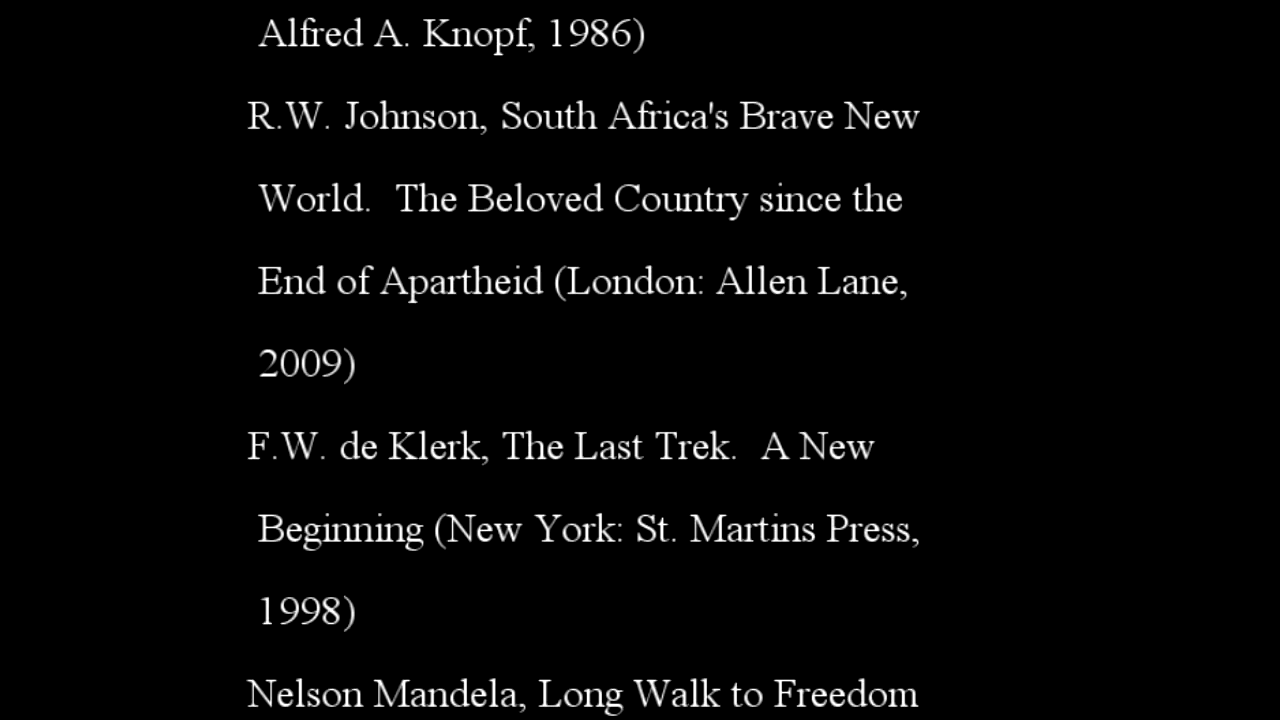 Alfred A. Knopf, 1986)
R.W. Johnson, South Africa's Brave New
World.  The Beloved Country since the
End of Apartheid (London: Allen Lane,
2009)
F.W. de Klerk, The Last Trek.  A New
Beginning (New York: St. Martins Press,
1998)
Nelson Mandela, Long Walk to Freedom